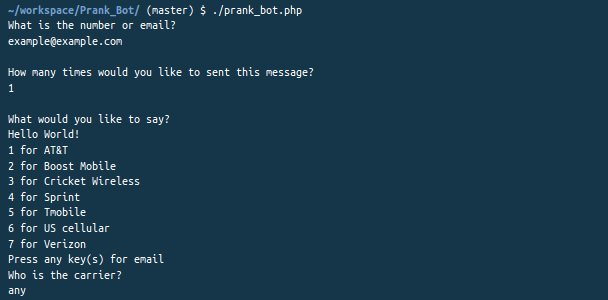 ~/workspace/Prank_Bot/ (master) $ ./prank_bot.php
What is the number or email?
example@example.com
How many times would you like to sent this message?
1
What would you like to say?
Hello World!
1 for AT&T
2 for Boost Mobile
3 for Cricket Wireless
4 for Sprint
5 for Tmobile
6 for US cellular
7 for Verizon
Press any key(s) for email
Who is the carrier?
any